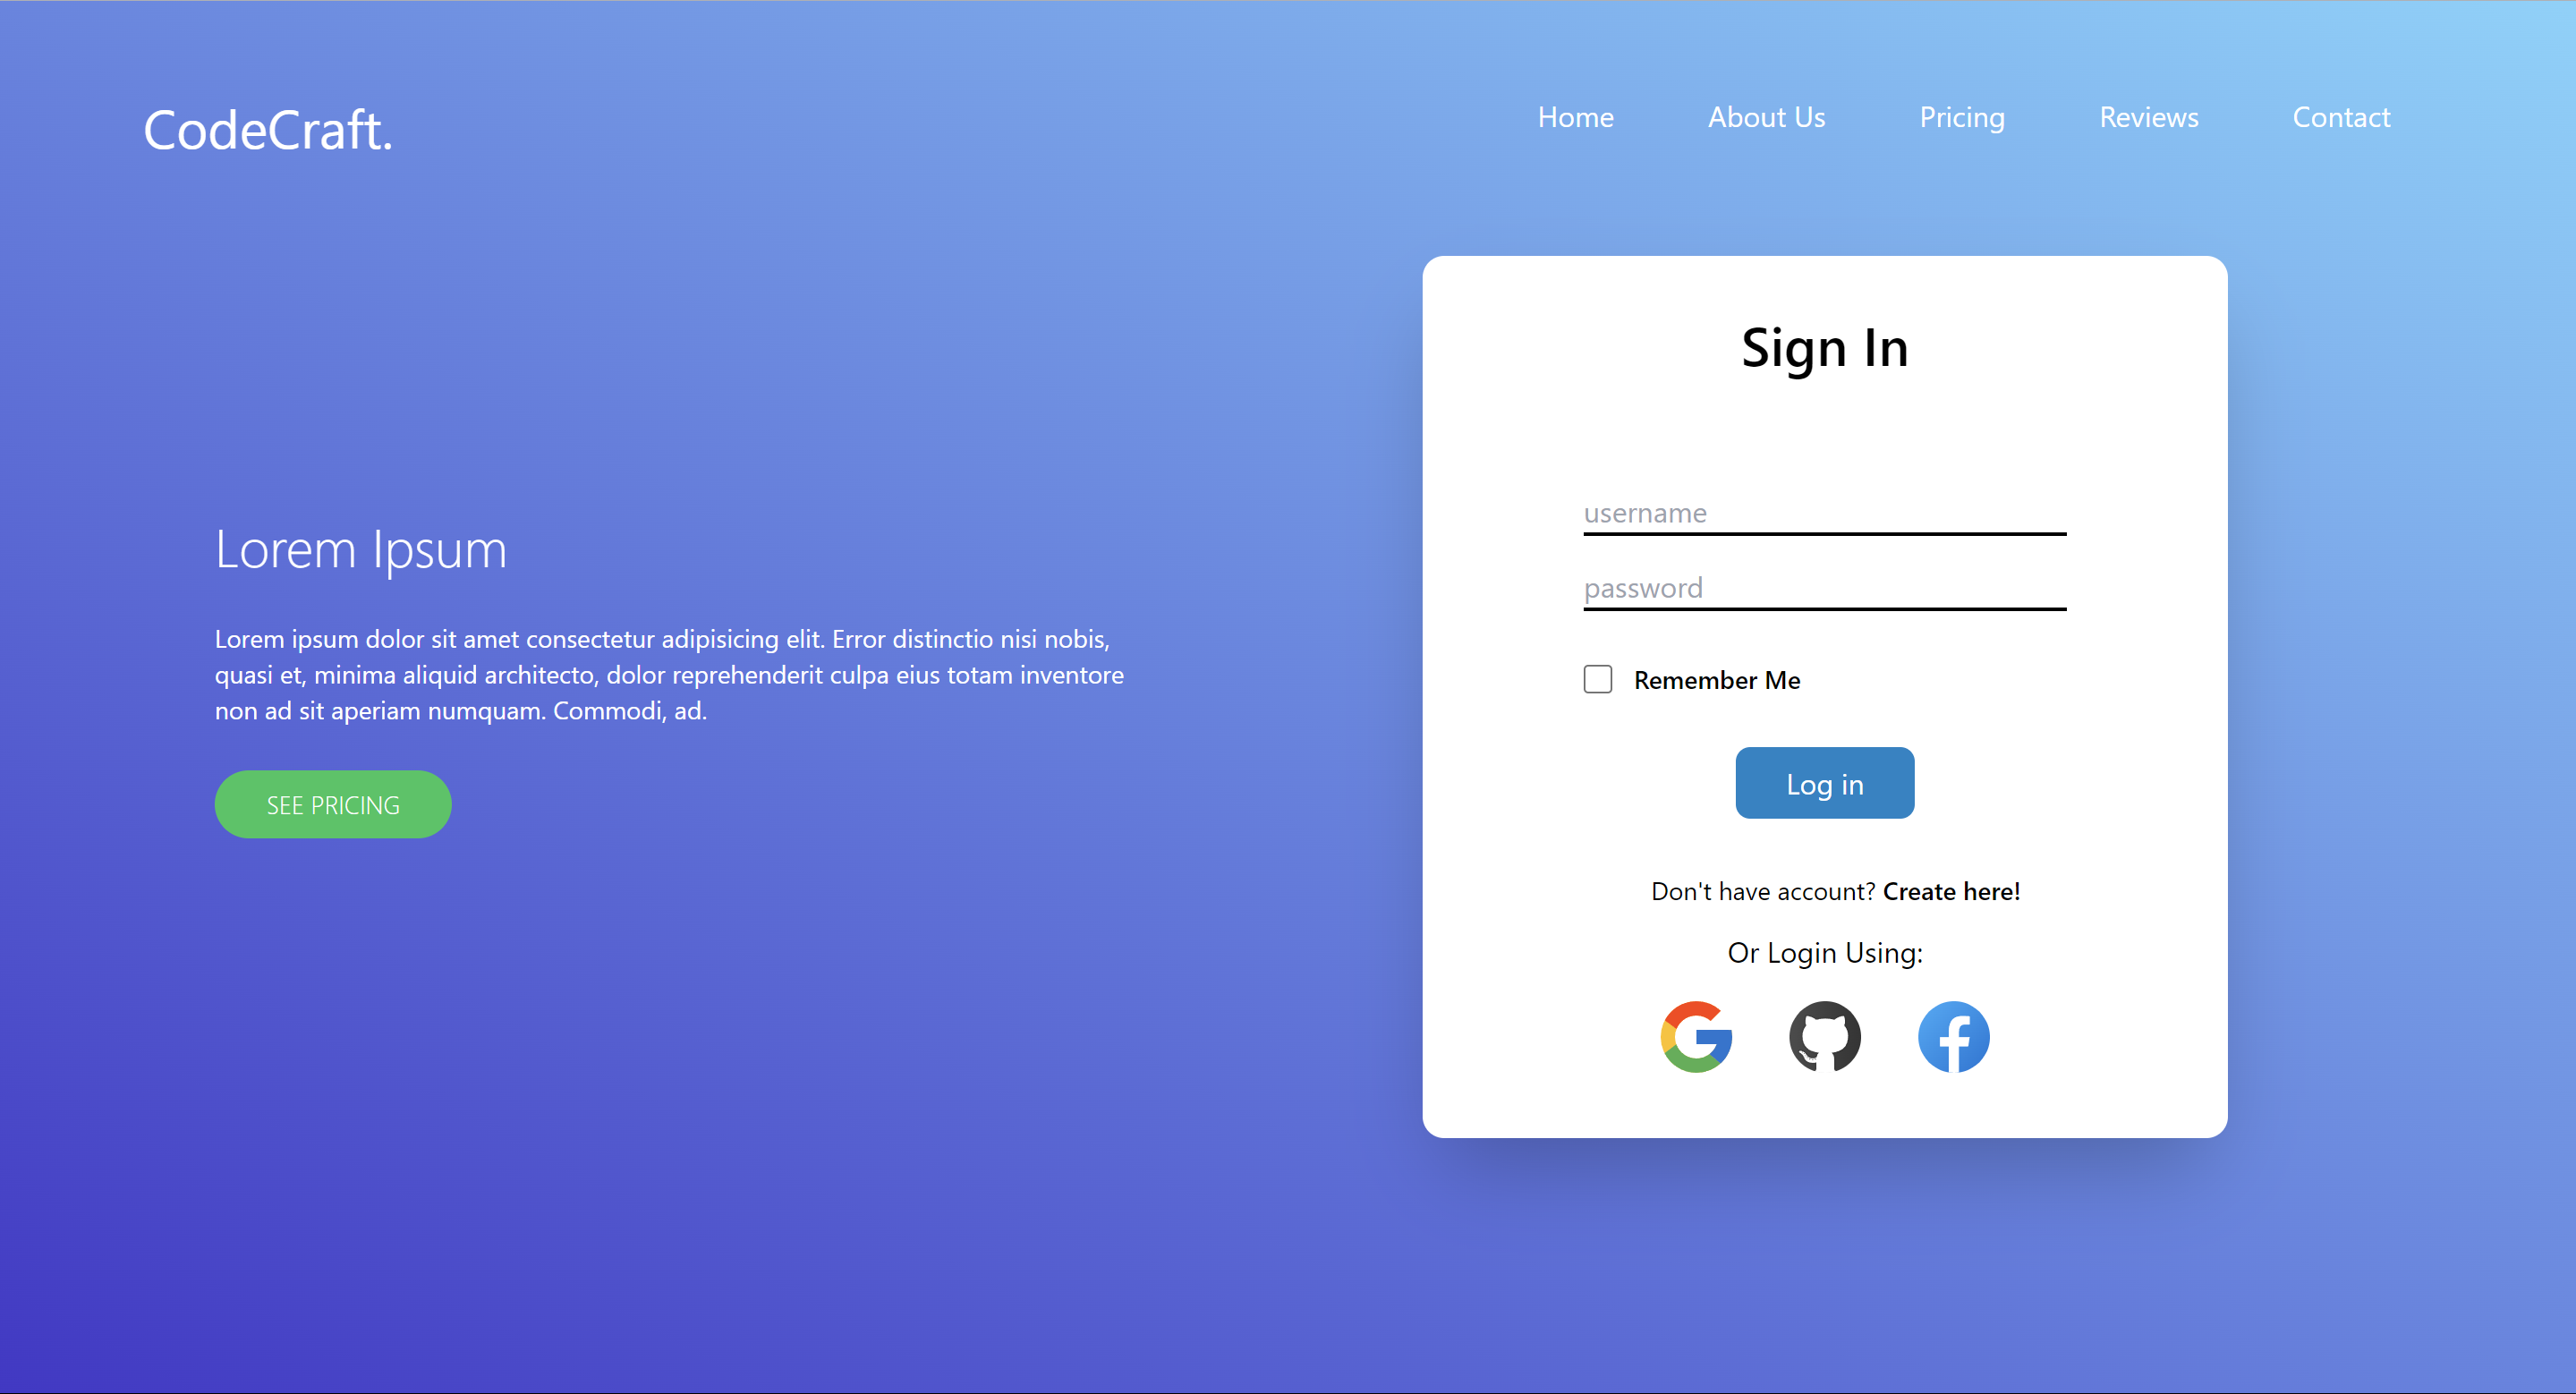 CodeCraft.
Home
About Us
Pricing
Reviews
Contact
Lorem Ipsum
Lorem ipsum dolor sit amet consectetur adipisicing elit. Error distinctio nisi nobis,
quasi et, minima aliquid architecto, dolor reprehenderit culpa eius totam inventore
non ad sit aperiam numquam. Commodi, ad.
SEE PRICING
Sign In
username
password
Remember Me
Log in
Don't have account? Create here!
Or Login Using: